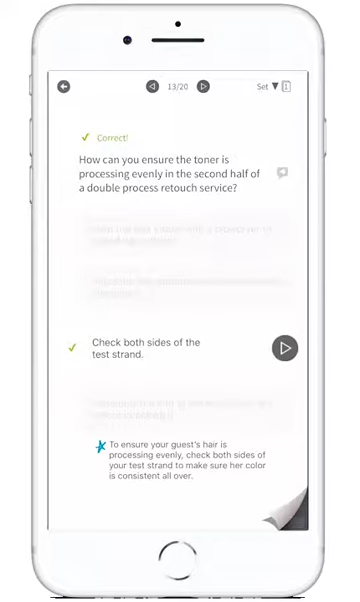 13/20
Set ▼ 1
Correct!
How can you ensure the toner is
processing evenly in the second half of
a double process retouch service?
Check both sides of the
test strand.
To ensure your guest's hair is
processing evenly, check both sides of
your test strand to make sure her color
is consistent all over.